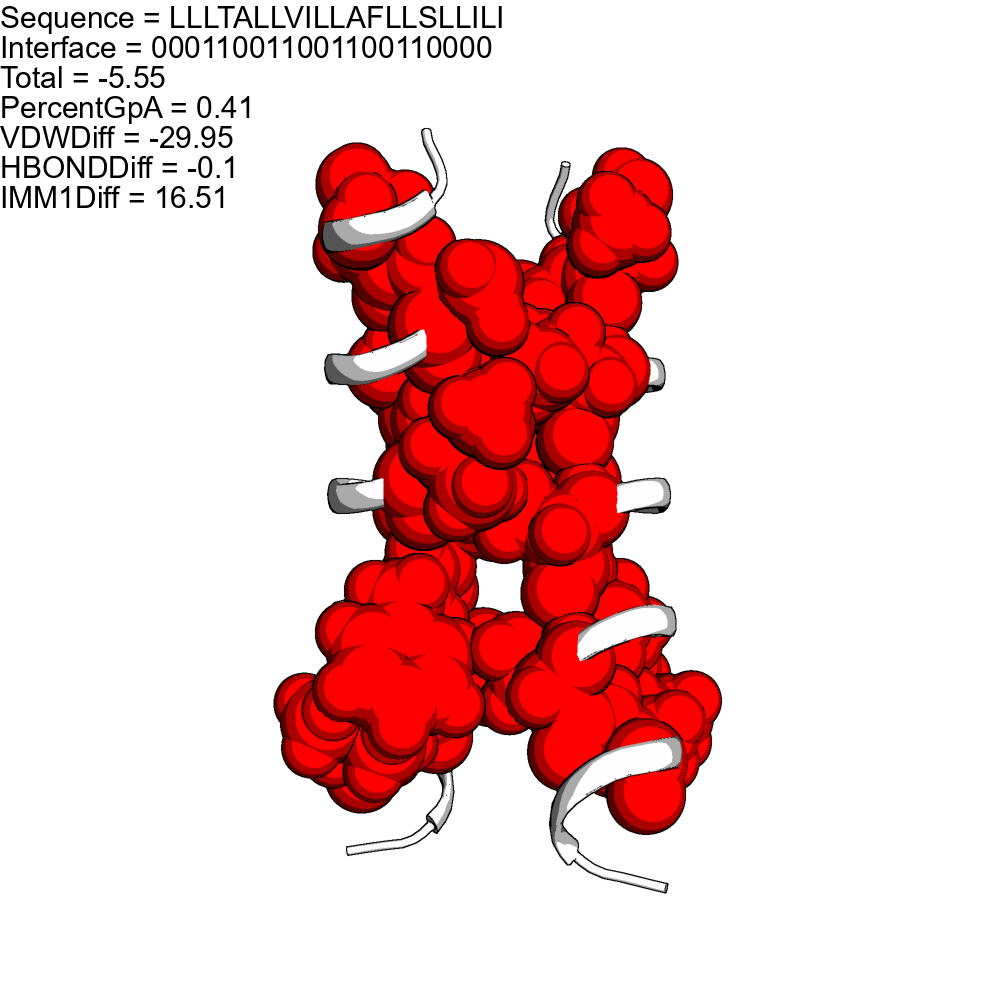 Sequence = LLLTALLVILLAFLLSLLILI
Interface = 000110011001100110000
Total = -5.55
PercentGpA = 0.41
VDWDiff = -29.95
HBONDDiff = -0.1
IMM1Diff = 16.51